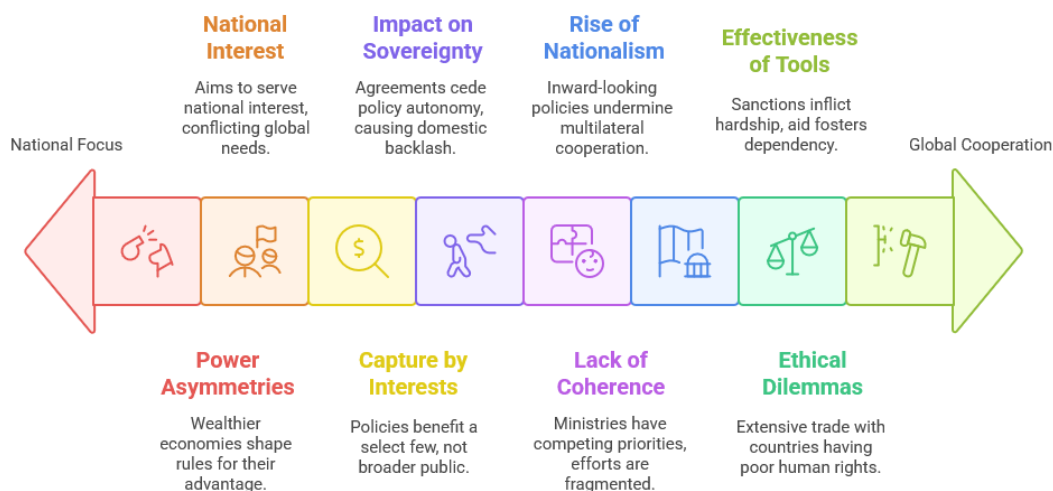 National
Interest
Aims to serve
national interest,
conflicting global
needs.
Impact on
Sovereignty
Agreements cede
policy autonomy,
causing domestic
backlash.
Rise of
Nationalism
Inward-looking
policies undermine
multilateral
cooperation.
Effectiveness
of Tools
Sanctions inflict
hardship, aid fosters
dependency.
National Focus
Global Cooperation
$
Power
Asymmetries
Wealthier
economies shape
rules for their
advantage.
Capture by
Interests
Policies benefit a
select few, not
broader public.
Lack of
Coherence
Ministries have
competing priorities,
efforts are
fragmented.
Ethical
Dilemmas
Extensive trade with
countries having
poor human rights.